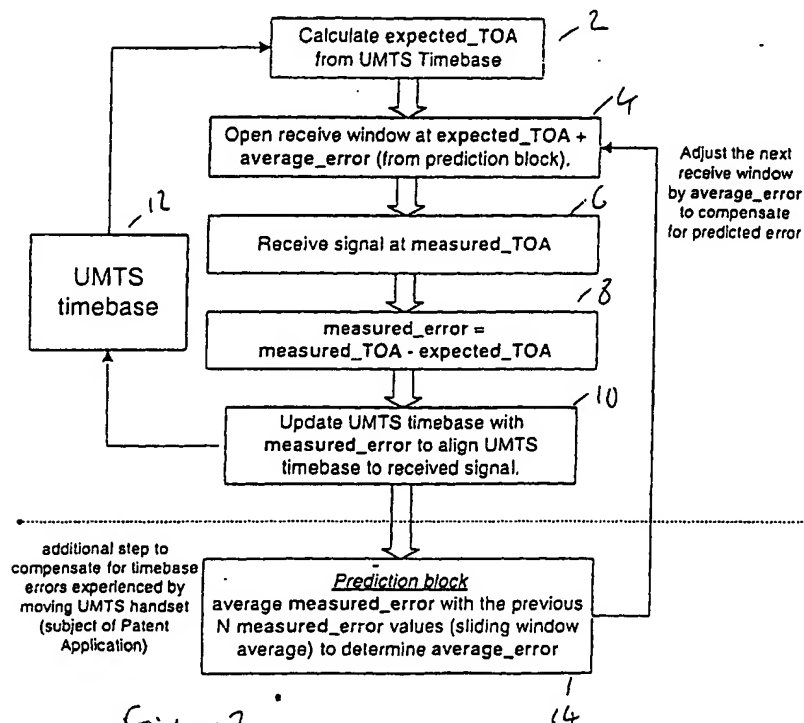 Calculate expected_TOA
from UMTS Timebase
2
Open receive window at expected_TOA +
average_error (from prediction block).
4
Adjust the next
receive window
by average_error
to compensate
for predicted error
12
UMTS
timebase
Receive signal at measured_TOA
6
measured_error =
measured_TOA - expected_TOA
8
Update UMTS timebase with
measured_error to align UMTS
timebase to received signal.
10
additional step to
compensate for timebase
errors experienced by
moving UMTS handset
(subject of Patent
Application)
Prediction block
average measured_error with the previous
N measured_error values (sliding window
average) to determine average_error
14